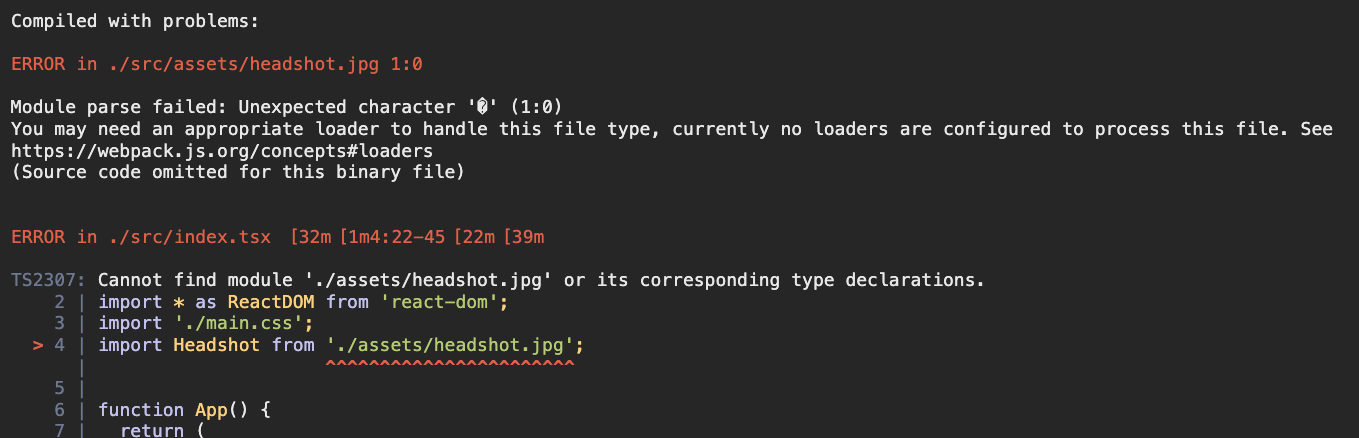 Compiled with problems:
ERROR in ./src/assets/headshot.jpg 1:0
Module parse failed: Unexpected character '�' (1:0)
You may need an appropriate loader to handle this file type, currently no loaders are configured to process this file. See
https://webpack.js.org/concepts#loaders
(Source code omitted for this binary file)
ERROR in ./src/index.tsx  [32m [1m4:22-45 [22m [39m
TS2307: Cannot find module './assets/headshot.jpg' or its corresponding type declarations.
    2 | import * as ReactDOM from 'react-dom';
    3 | import './main.css';
  > 4 | import Headshot from './assets/headshot.jpg';
      |                      ^^^^^^^^^^^^^^^^^^^^^^^
    5 |
    6 | function App() {
    7 |   return (